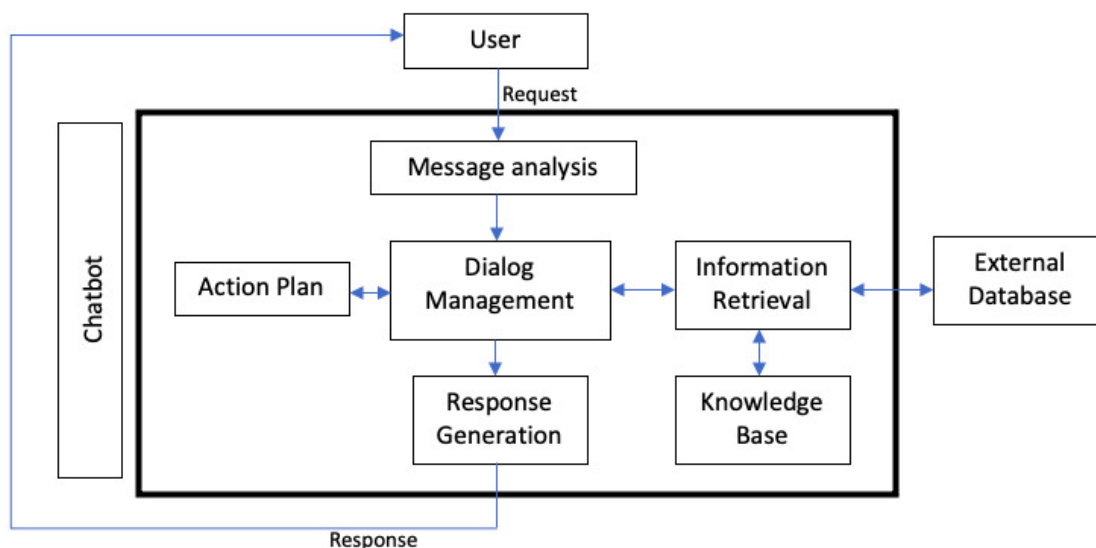 User
Request
Message analysis
Chatbot
Action Plan
Dialog
Management
Information
Retrieval
External
Database
Response
Generation
Knowledge
Base
Response